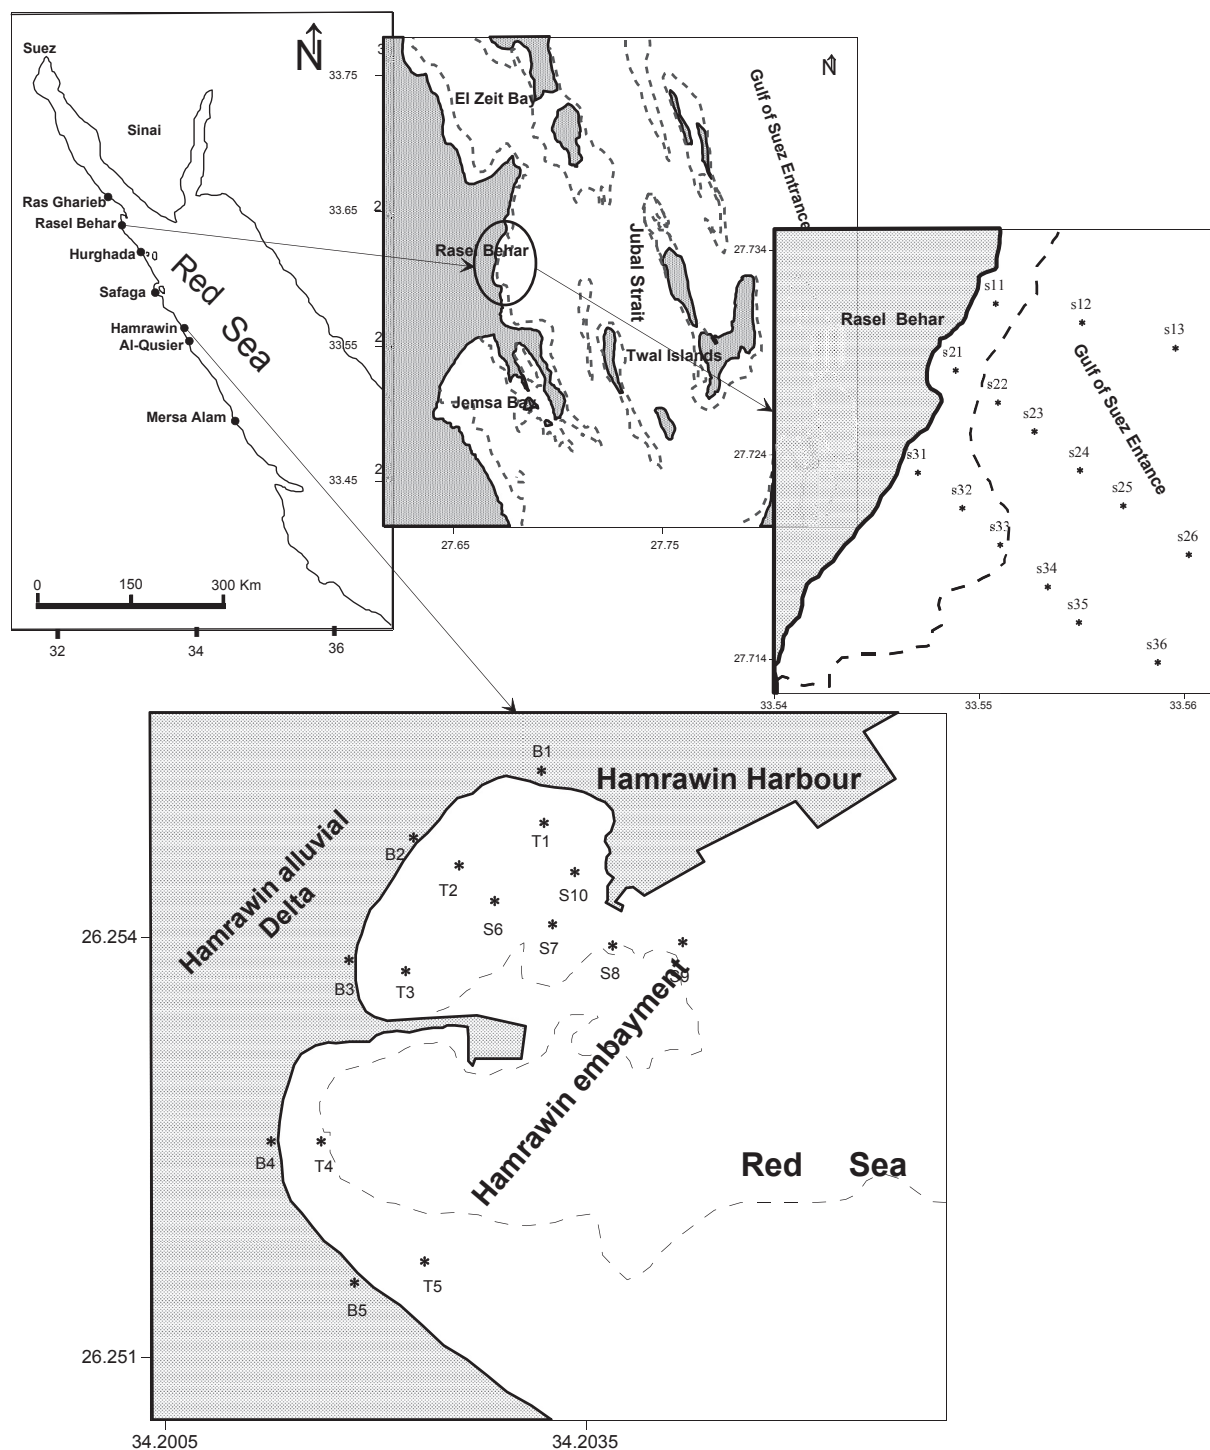 Suez
N
Sinai
Ras Gharieb
Rasel Behar
Hurghada
Safaga
Hamrawin
Al-Qusier
Mersa Alam
Red Sea
0 150 300 Km
32 34 36
33.75
33.65
33.55
33.45
27.65 27.75
N
El Zeit Bay
Gulf of Suez Entrance
Rasel Behar
Jubal Strait
Twal Islands
Jemsa Bay
27.734
27.724
27.714
33.54 33.55 33.56
Rasel Behar
Gulf of Suez Entance
s11
s12
s13
s21
s22
s23
s24
s25
s26
s31
s32
s33
s34
s35
s36
B1
Hamrawin Harbour
T1
B2
T2
S10
S6
S7
S8
S9
B3
T3
Hamrawin alluvial
Delta
Hamrawin embayment
Red Sea
B4
T4
T5
B5
26.254
26.251
34.2005 34.2035